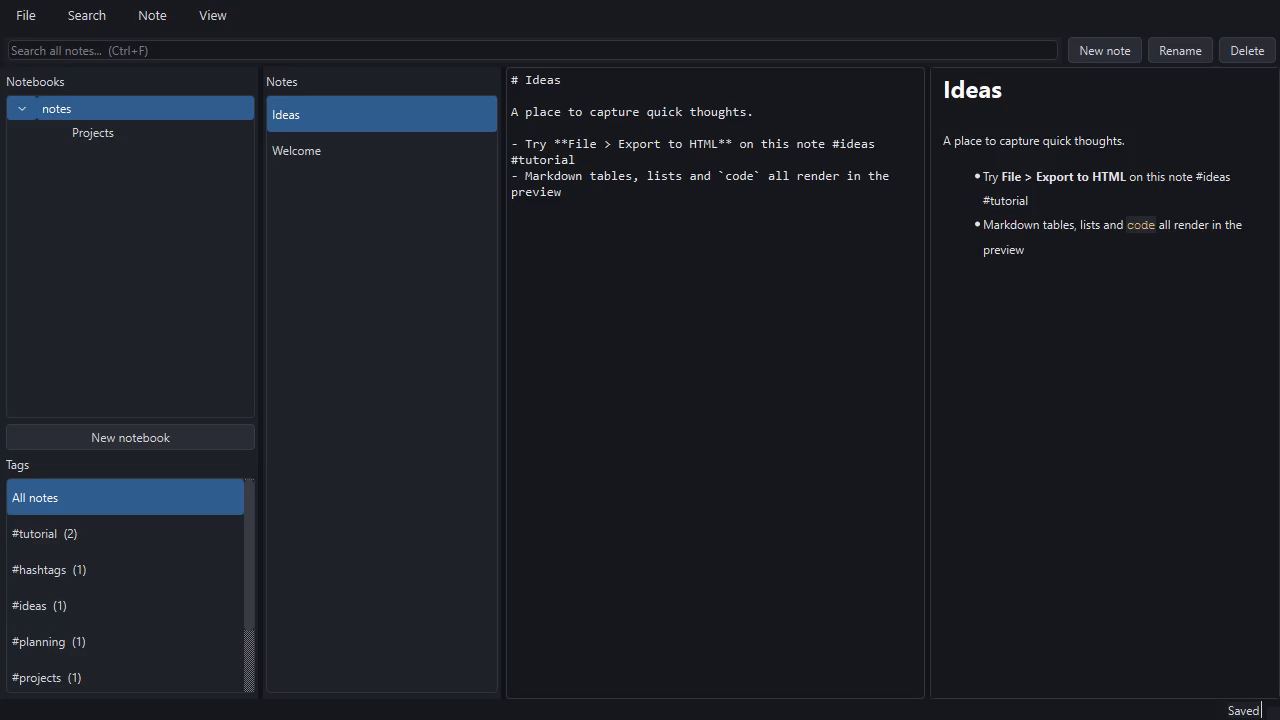 File Search Note View
Search all notes... (Ctrl+F)
New note Rename Delete
Notebooks
notes
Projects
New notebook
Tags
All notes
#tutorial (2)
#hashtags (1)
#ideas (1)
#planning (1)
#projects (1)
Notes
Ideas
Welcome
# Ideas
A place to capture quick thoughts.
- Try **File > Export to HTML** on this note #ideas
#tutorial
- Markdown tables, lists and `code` all render in the
preview
Ideas
A place to capture quick thoughts.
• Try File > Export to HTML on this note #ideas
#tutorial
• Markdown tables, lists and code all render in the
preview
Saved